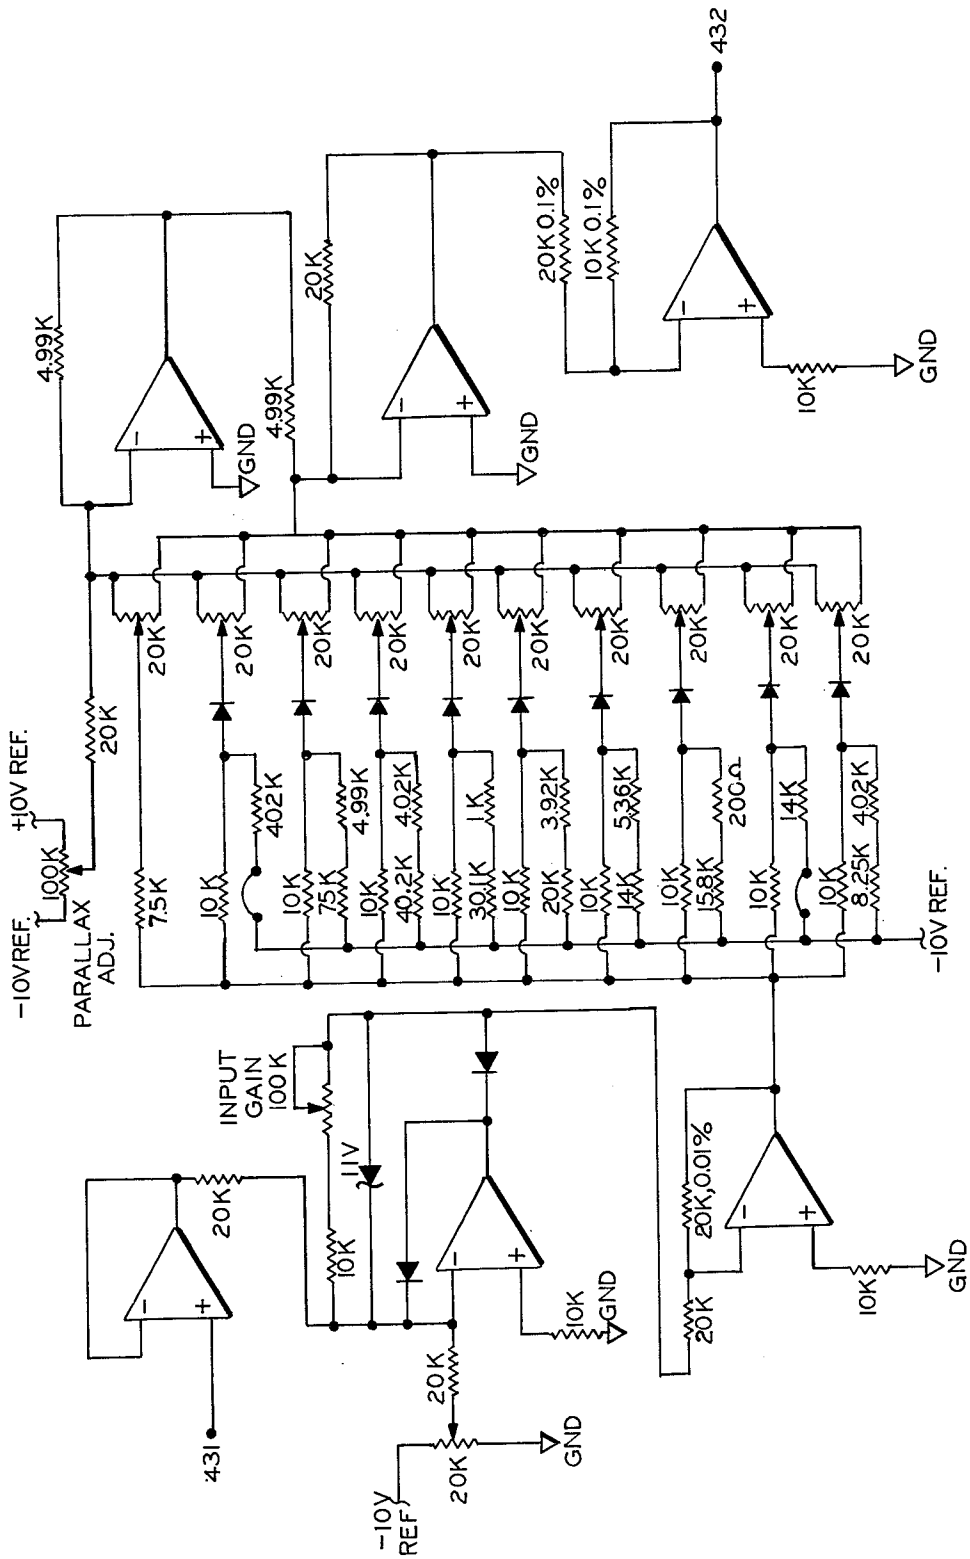 -10V REF.
+10V REF.
100K
PARALLAX
ADJ.
20K
4.99K
-
+
GND
4.99K
20K
-
+
GND
20K 0.1%
10K 0.1%
-
+
10K
GND
432
7.5K
20K
10K
402K
20K
10K
75K
4.99K
20K
10K
40.2K
4.02K
20K
10K
30.1K
1K
20K
10K
20K
3.92K
20K
10K
14K
5.36K
20K
10K
15.8K
200Ω
20K
10K
14K
20K
10K
8.25K
4.02K
20K
-10V REF.
431
-
+
20K
INPUT
GAIN
100K
10K
11V
-
+
10K
GND
20K
20K
-10V
REF
GND
20K
20K,0.01%
-
+
10K
GND